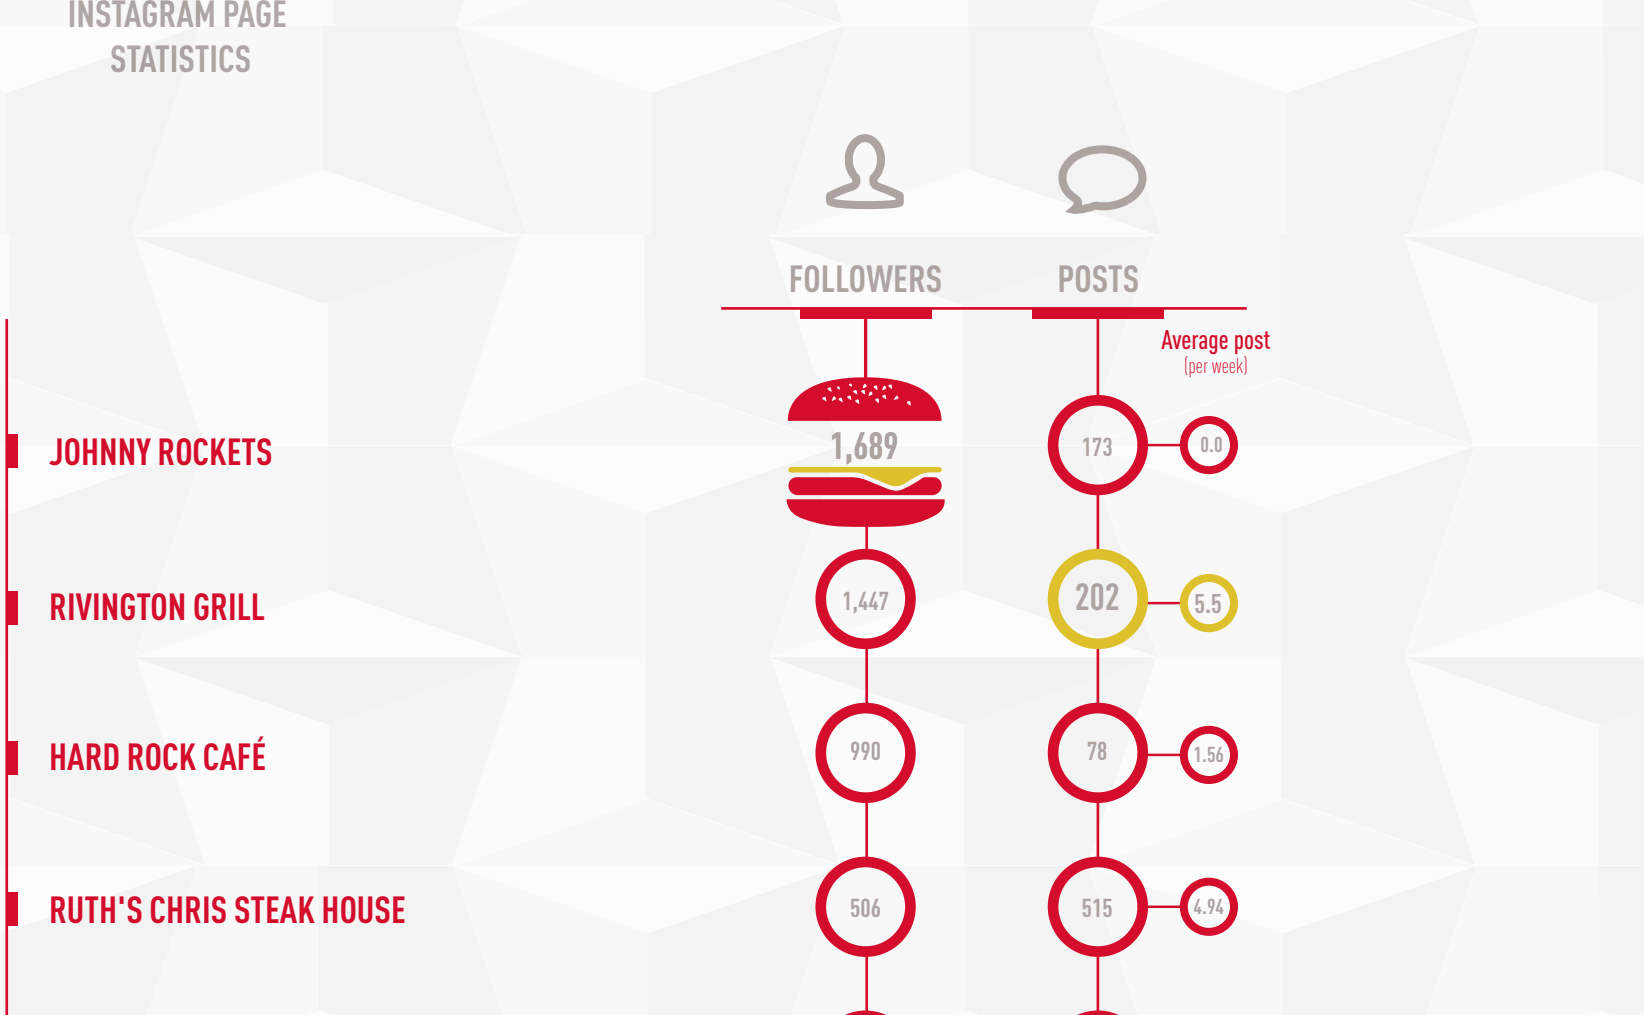 INSTAGRAM PAGE
STATISTICS
FOLLOWERS
POSTS
Average post
(per week)
JOHNNY ROCKETS
1,689
173
0.0
RIVINGTON GRILL
1,447
202
5.5
HARD ROCK CAFÉ
990
78
1.56
RUTH'S CHRIS STEAK HOUSE
506
515
4.94